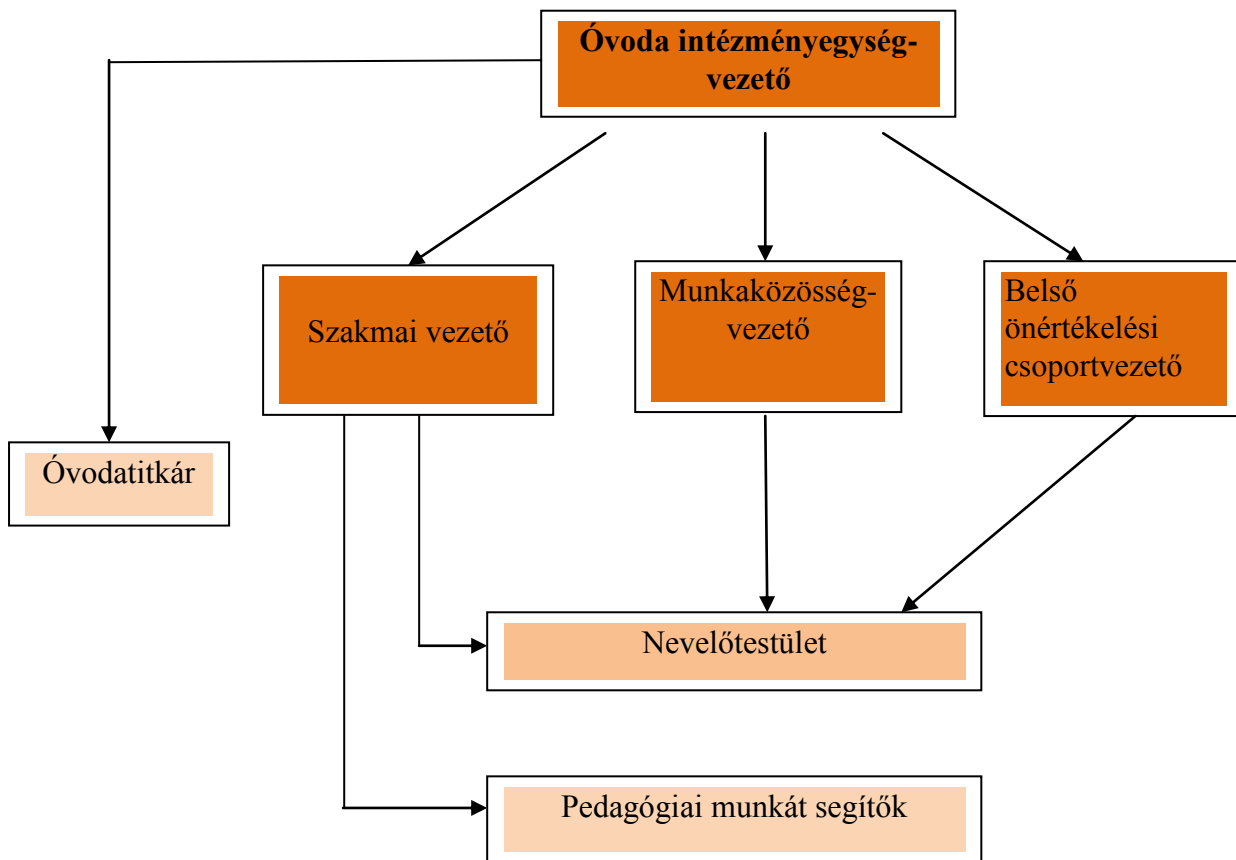 Óvoda intézményegység-
vezető
Szakmai vezető
Munkaközösség-
vezető
Belső
önértékelési
csoportvezető
Óvodatitkár
Nevelőtestület
Pedagógiai munkát segítők